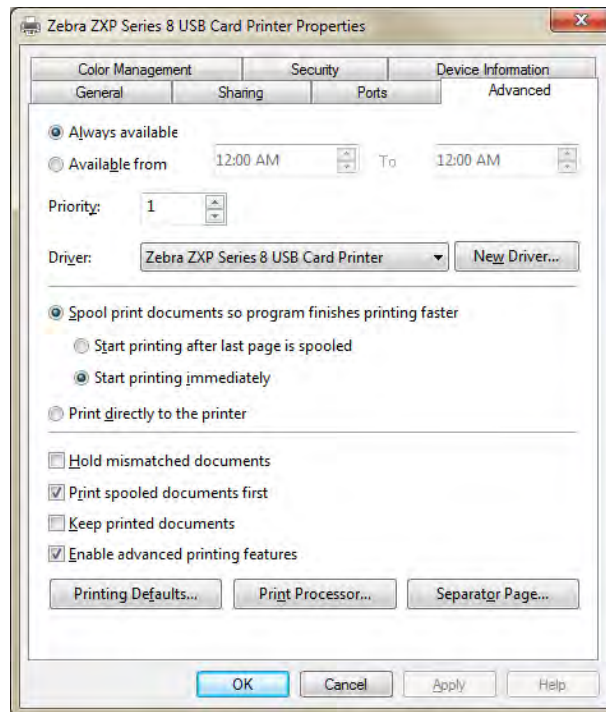 Zebra ZXP Series 8 USB Card Printer Properties
Color Management Security Device Information
General Sharing Ports Advanced
Always available
Available from 12:00 AM To 12:00 AM
Priority: 1
Driver: Zebra ZXP Series 8 USB Card Printer New Driver...
Spool print documents so program finishes printing faster
Start printing after last page is spooled
Start printing immediately
Print directly to the printer
Hold mismatched documents
Print spooled documents first
Keep printed documents
Enable advanced printing features
Printing Defaults... Print Processor... Separator Page...
OK Cancel Apply Help